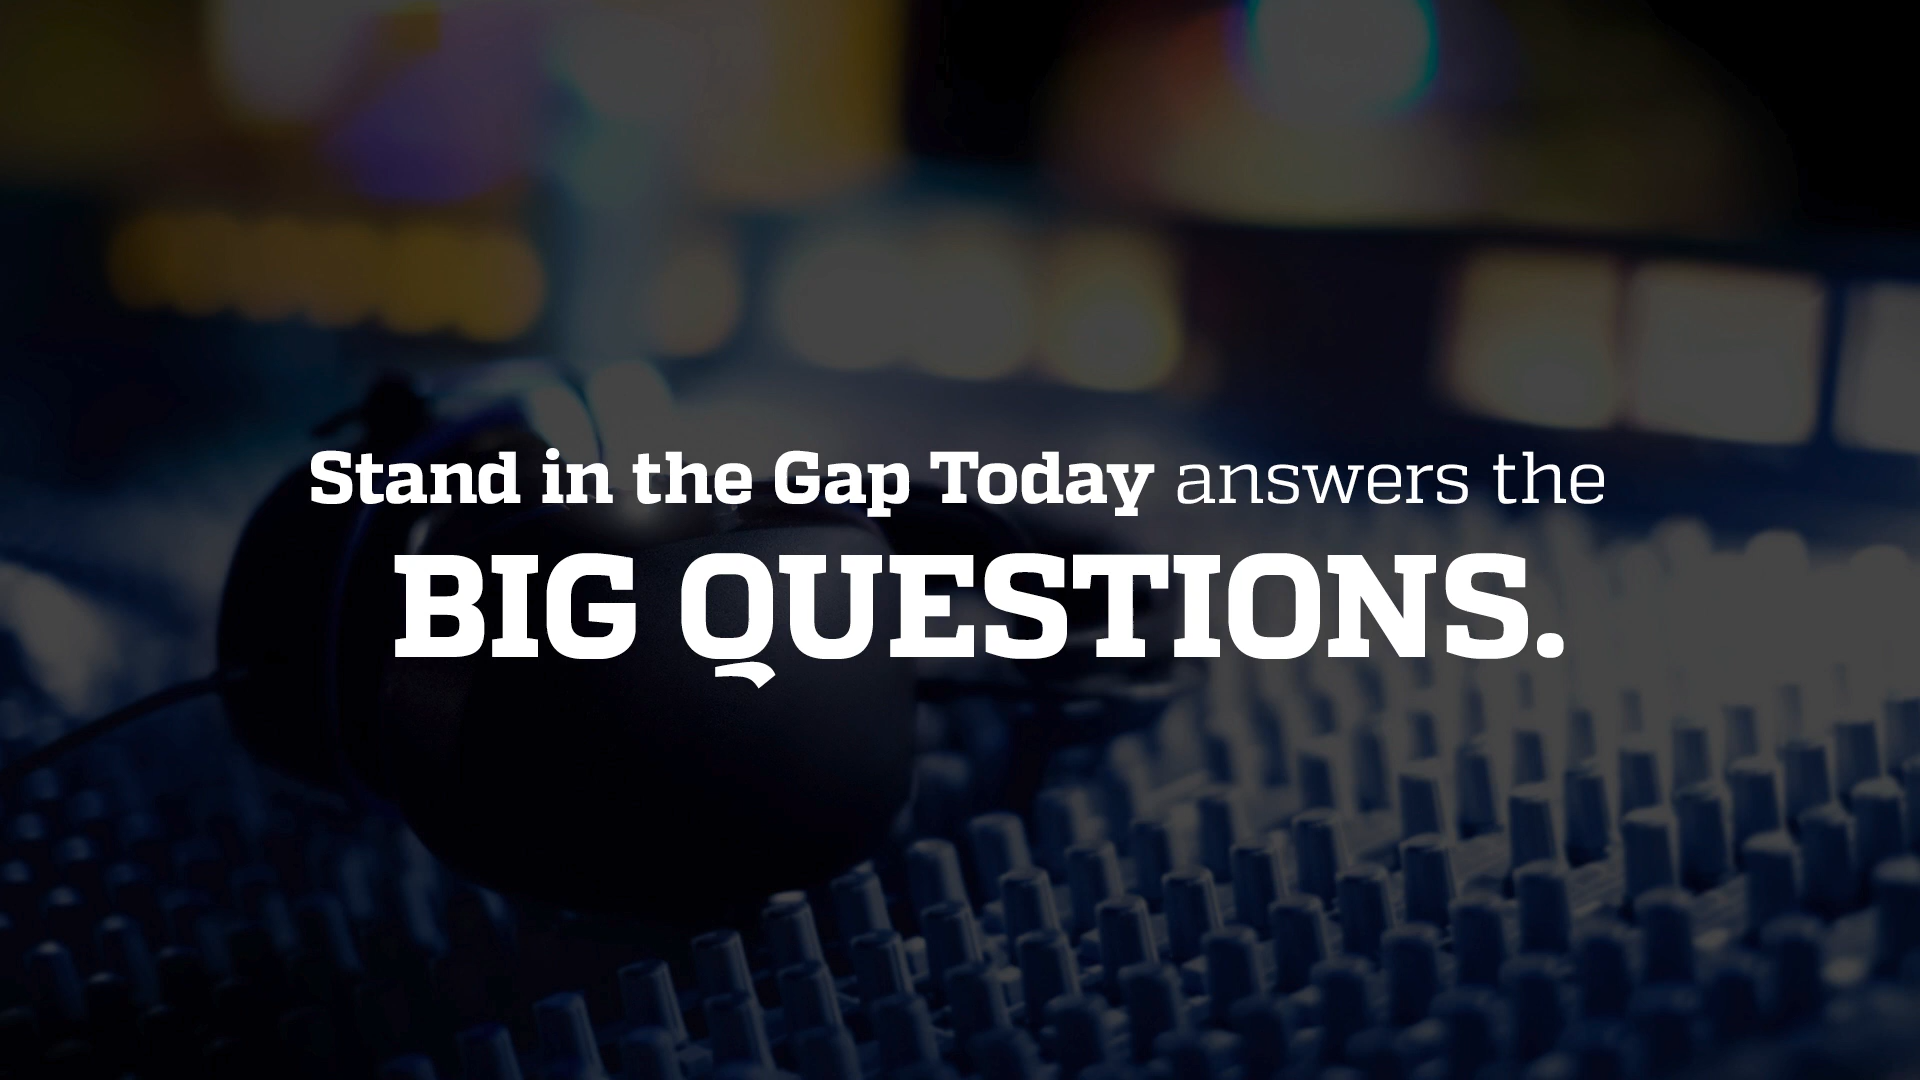 Stand in the Gap Today answers the
BIG QUESTIONS.